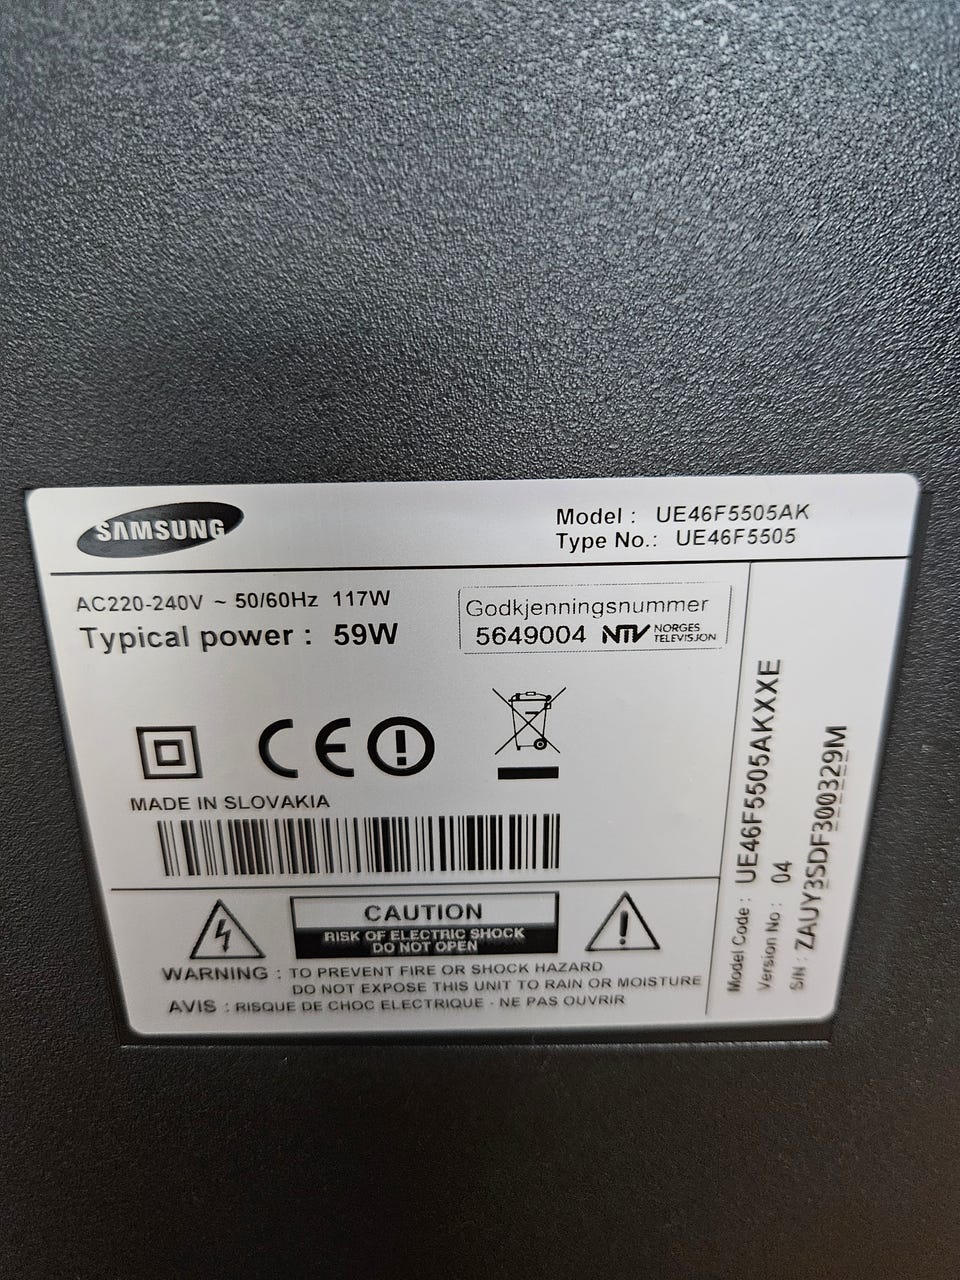 SAMSUNG
Model : UE46F5505AK
Type No.: UE46F5505
AC220-240V ~ 50/60Hz 117W
Typical power : 59W
Godkjenningsnummer
5649004 NTV NORGES TELEVISJON
CE
MADE IN SLOVAKIA
CAUTION
RISK OF ELECTRIC SHOCK
DO NOT OPEN
WARNING : TO PREVENT FIRE OR SHOCK HAZARD
DO NOT EXPOSE THIS UNIT TO RAIN OR MOISTURE
AVIS : RISQUE DE CHOC ELECTRIQUE - NE PAS OUVRIR
Model Code : UE46F5505AKXXE
Version No : 04
S/N : ZAUY3SDF300329M